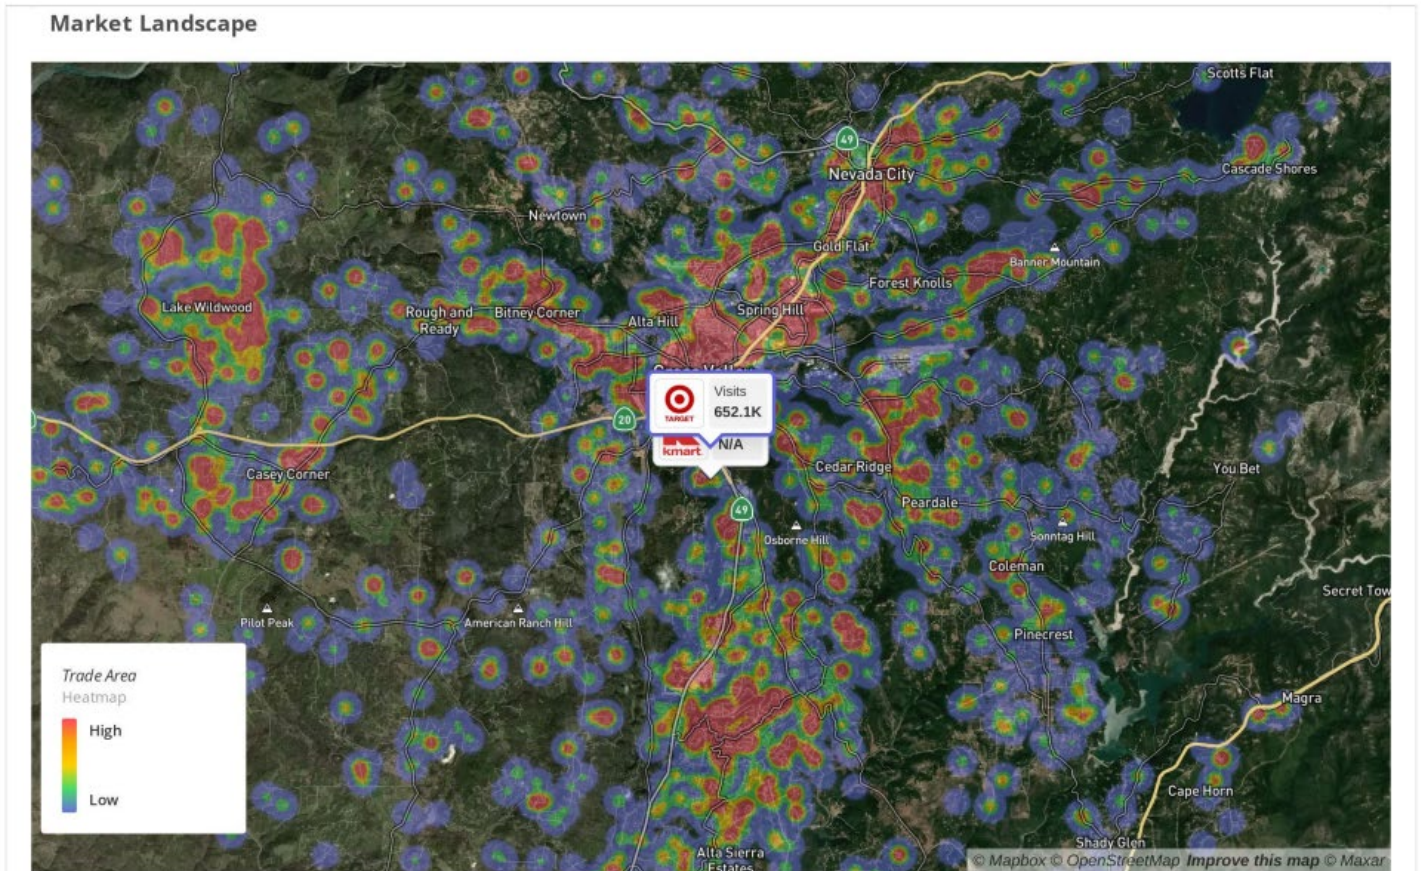 Market Landscape
Scotts Flat
49
Nevada City
Cascade Shores
Newtown
Gold Flat
Banner Mountain
Forest Knolls
Lake Wildwood
Rough and
Ready
Bitney Corner
Spring Hill
Alta Hill
Visits
TARGET
652.1K
20
kmart
N/A
Casey Corner
Cedar Ridge
You Bet
Peardale
49
Osborne Hill
Sonntag Hill
Coleman
Secret Tow
Pilot Peak
American Ranch Hill
Pinecrest
Trade Area
Heatmap
High
Low
Magra
Cape Horn
Shady Glen
Alta Sierra
Estates
© Mapbox © OpenStreetMap Improve this map © Maxar